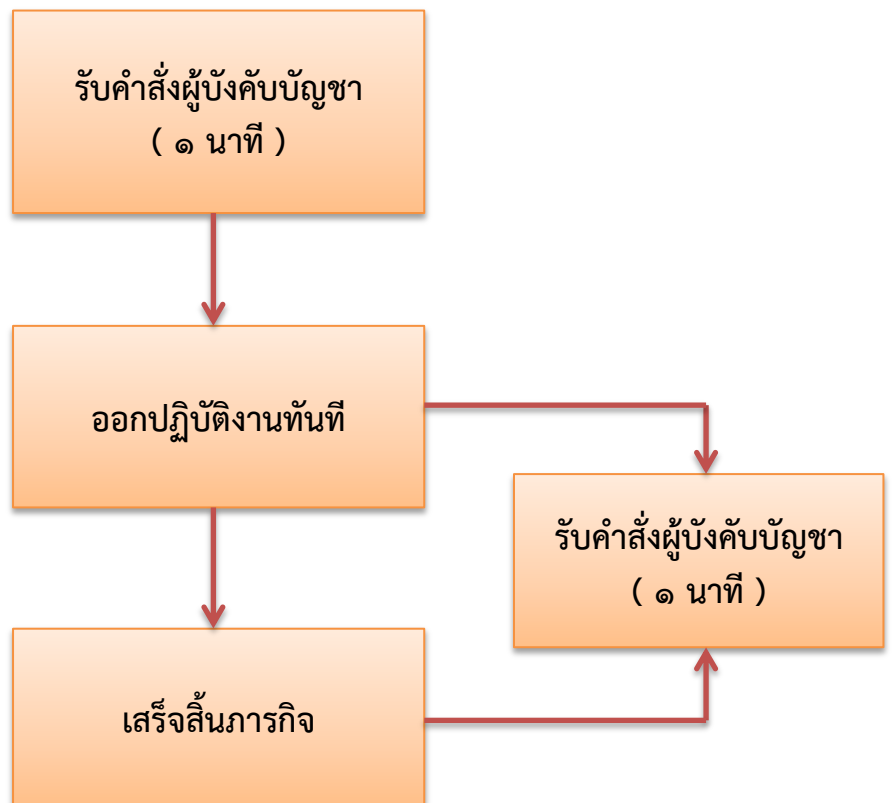 รับคำสั่งผู้บังคับบัญชา
( ๑ นาที )
ออกปฏิบัติงานทันที
รับคำสั่งผู้บังคับบัญชา
( ๑ นาที )
เสร็จสิ้นภารกิจ